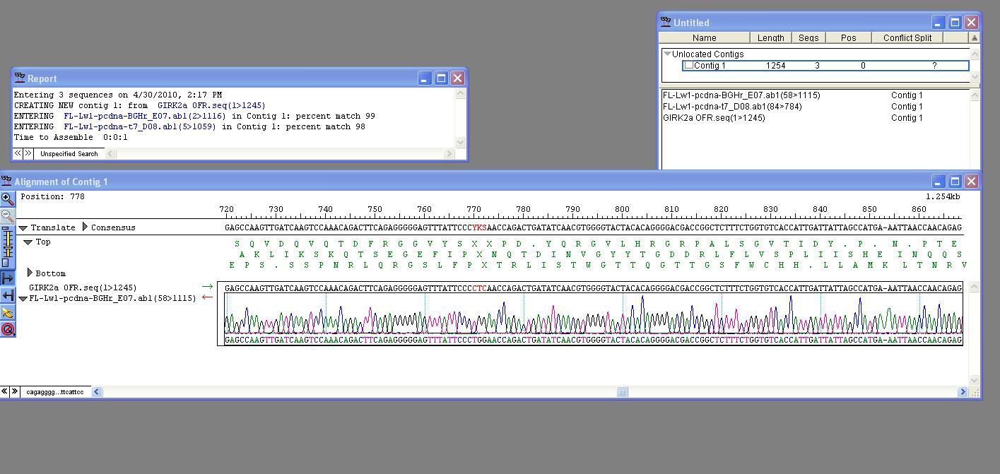 Untitled
Name Length Seqs Pos Conflict Split
Unlocated Contigs
Contig 1 1254 3 0 ?
FL-Lw1-pcdna-BGHr_E07.ab1(58>1115) Contig 1
FL-Lw1-pcdna-t7_D08.ab1(84>784) Contig 1
GIRK2a OFR.seq(1>1245) Contig 1
Report
Entering 3 sequences on 4/30/2010, 2:17 PM
CREATING NEW contig 1: from GIRK2a OFR.seq(1>1245)
ENTERING FL-Lw1-pcdna-BGHr_E07.ab1(2>1116) in Contig 1: percent match 99
ENTERING FL-Lw1-pcdna-t7_D08.ab1(5>1059) in Contig 1: percent match 98
Time to Assemble 0:0:1
Unspecified Search
Alignment of Contig 1
Position: 778 1.254kb
720 730 740 750 760 770 780 790 800 810 820 830 840 850 860
Translate Consensus GAGCCAAGTTGATCAAGTCCAAACAGACTTCAGAGGGGGAGTTTATTCCCYKSAACCAGACTGATATCAACGTGGGGTACTACACAGGGGACGACCGGCTCTTTCTGGTGTCACCATTGATTATTAGCCATGA-AATTAACCAACAGAG
Top S Q V D Q V Q T D F R G G V Y S X X P D . Y Q R G V L H R G R P A L S G V T I D Y . P . N . P T E
A K L I K S K Q T S E G E F I P X N Q T D I N V G Y Y T G D D R L F L V S P L I I S H E I N Q Q S
E P S . S S P N R L Q R G S L F P X T R L I S T W G T T Q G T T G S F W C H H . L L A M K L T N R V
Bottom
GIRK2a OFR.seq(1>1245) GAGCCAAGTTGATCAAGTCCAAACAGACTTCAGAGGGGGAGTTTATTCCCCTCAACCAGACTGATATCAACGTGGGGTACTACACAGGGGACGACCGGCTCTTTCTGGTGTCACCATTGATTATTAGCCATGA-AATTAACCAACAGAG
FL-Lw1-pcdna-BGHr_E07.ab1(58>1115)
GAGCCAAGTTGATCAAGTCCAAACAGACTTCAGAGGGGGAGTTTATTCCCTGGAACCAGACTGATATCAACGTGGGGTACTACACAGGGGACGACCGGCTCTTTCTGGTGTCACCATTGATTATTAGCCATGA-AATTAACCAACAGAG
cagagggg...ttcattcc